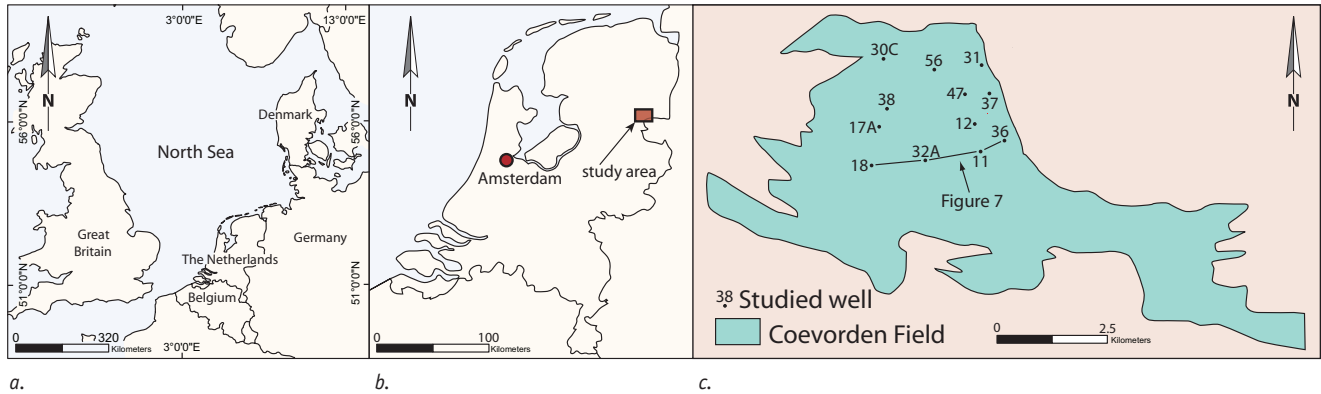 3°0'0"E
13°0'0"E
N
56°0'0"N
Denmark
North Sea
Great
Britain
Germany
The Netherlands
Belgium
51°0'0"N
0
320
Kilometers
3°0'0"E
N
56°0'0"N
Amsterdam
study area
51°0'0"N
0
100
Kilometers
30C
56
31
N
47
37
38
17A
12
36
32A
18
11
Figure 7
38 Studied well
Coevorden Field
0
2.5
Kilometers
a.
b.
c.